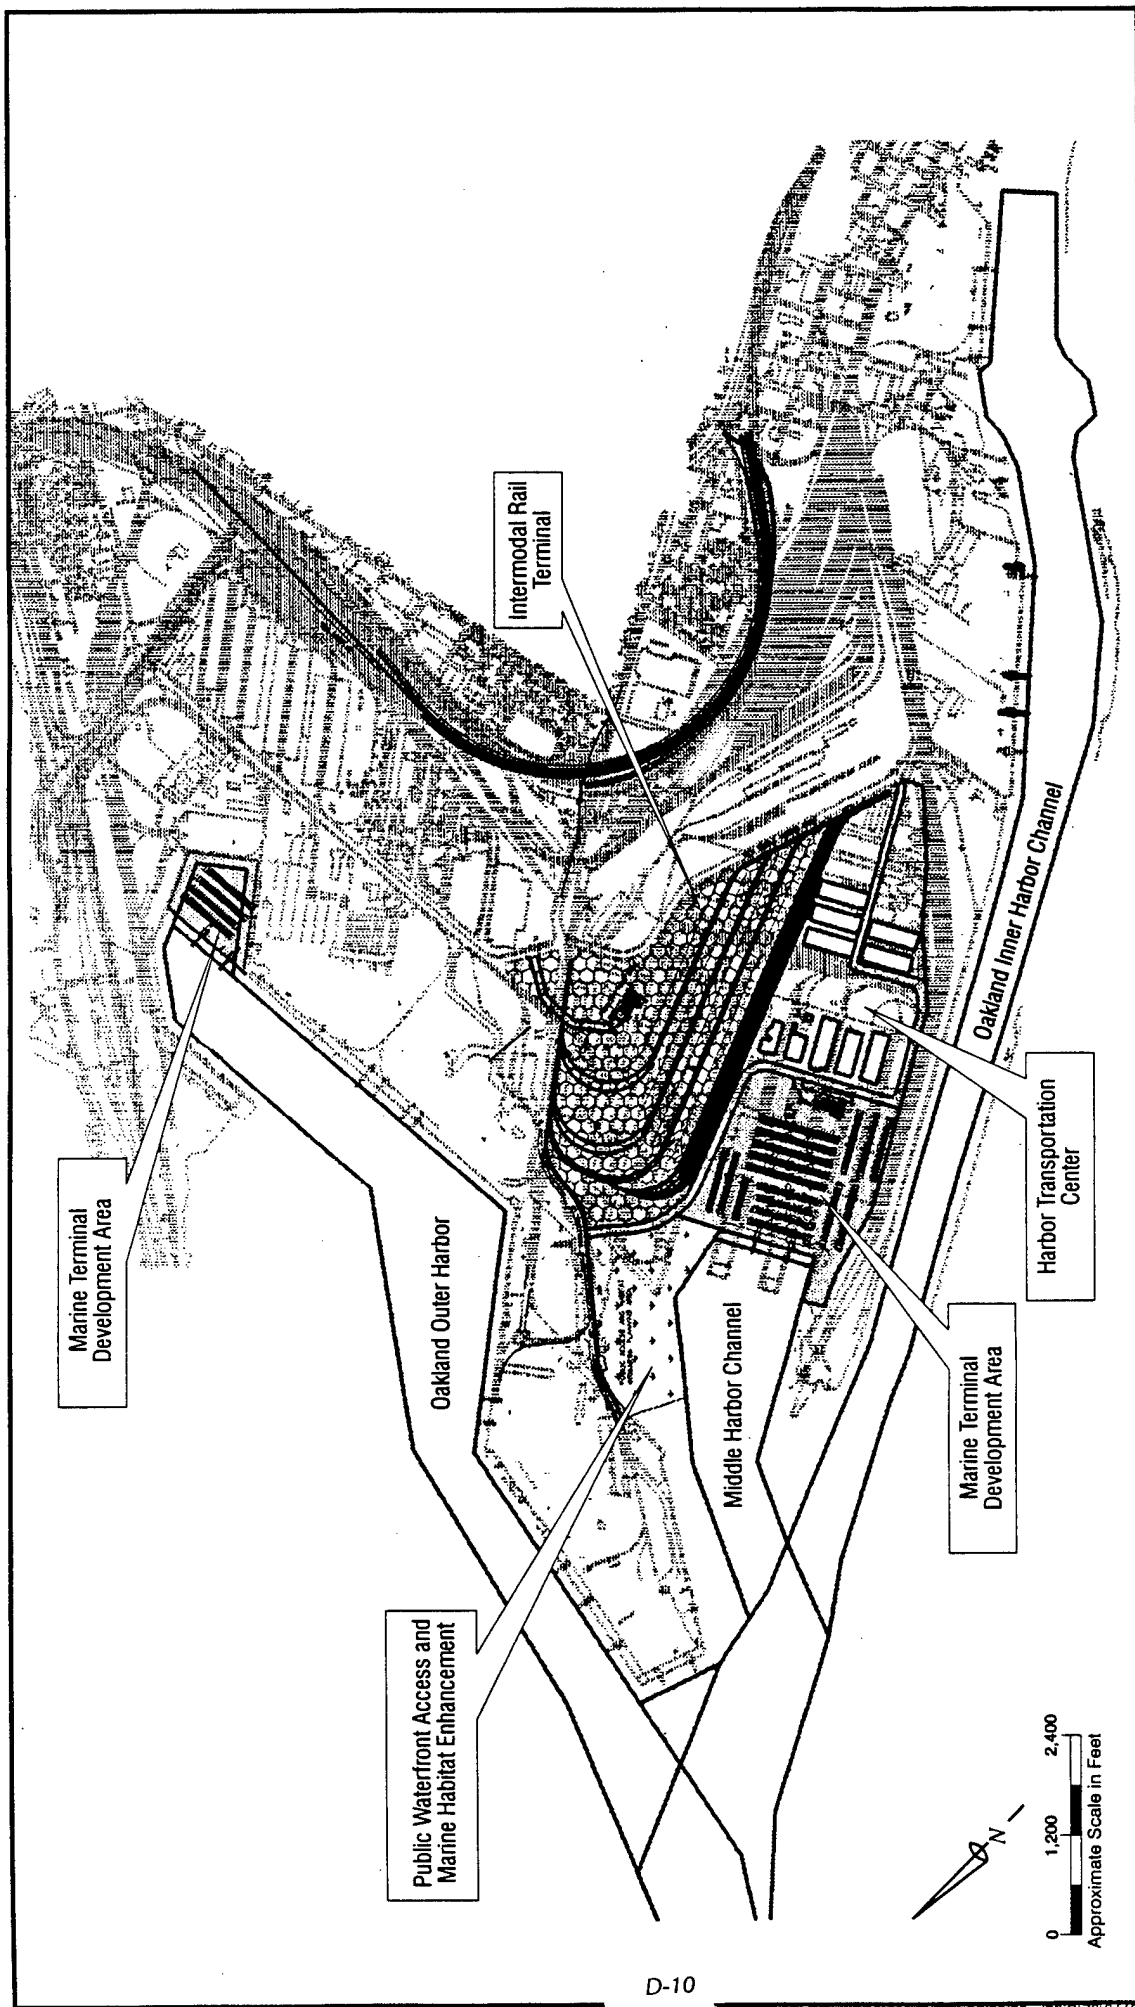 Marine Terminal
Development Area
Oakland Outer Harbor
Public Waterfront Access and
Marine Habitat Enhancement
Intermodal Rail
Terminal
Middle Harbor Channel
Oakland Inner Harbor Channel
Harbor Transportation
Center
Marine Terminal
Development Area
N
0 1,200 2,400
Approximate Scale in Feet
D-10